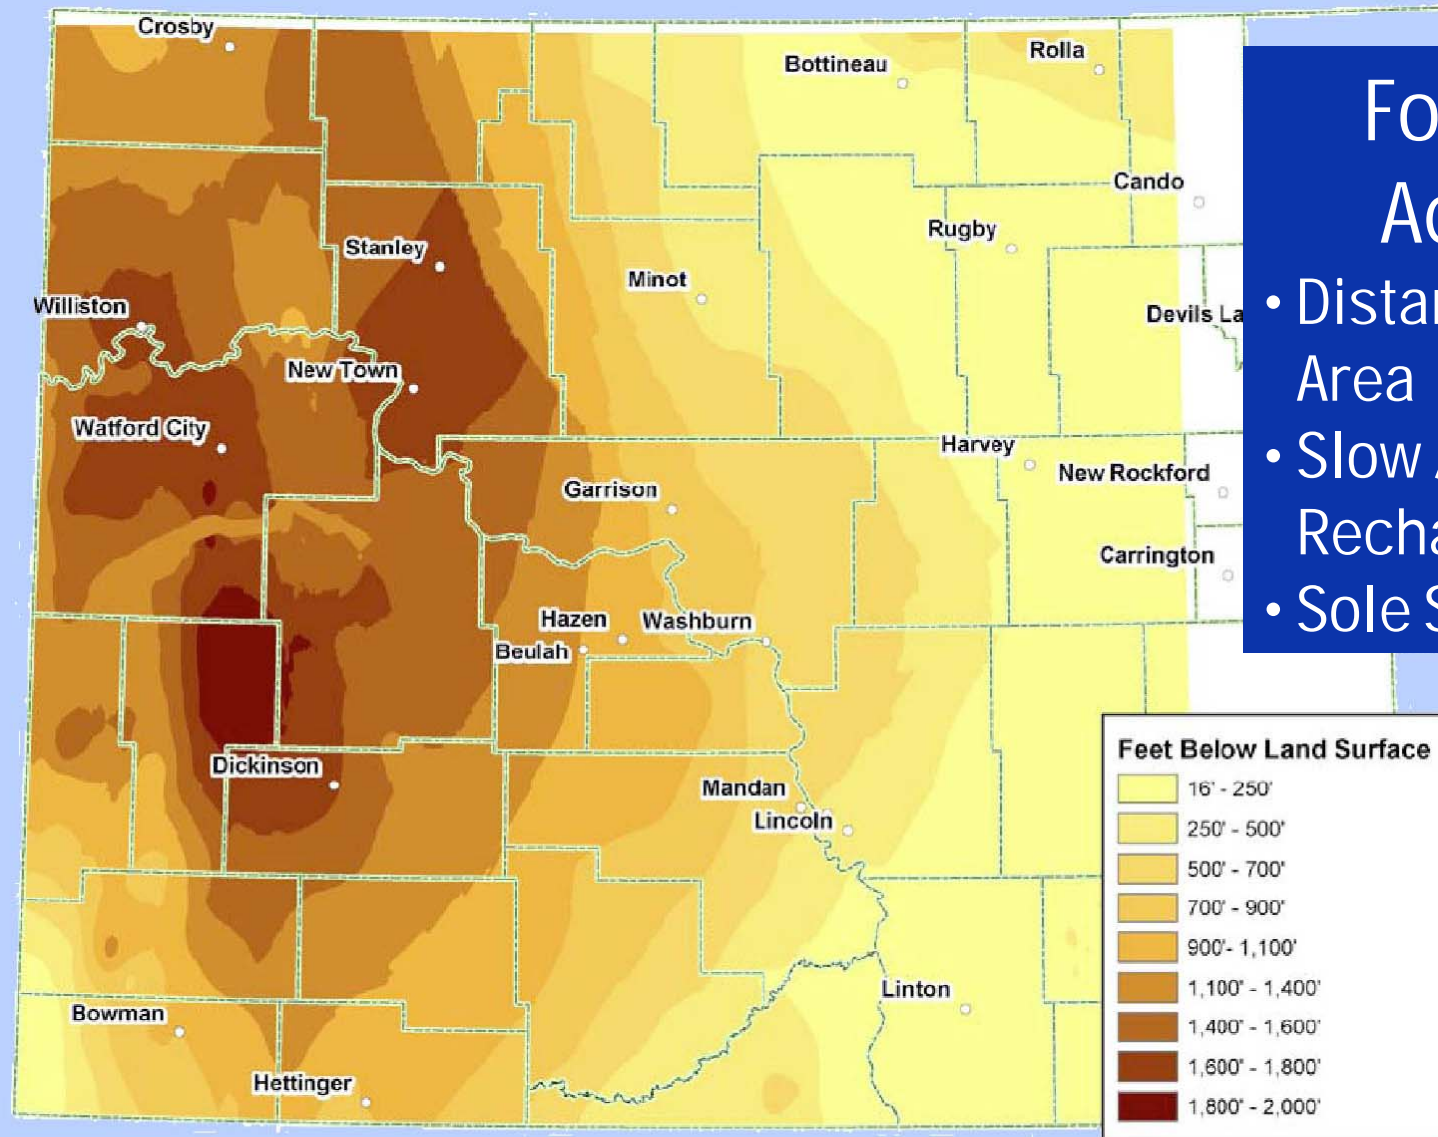 Crosby
Bottineau
Rolla
Cando
Rugby
Stanley
Minot
Williston
Devils La
New Town
Watford City
Harvey
New Rockford
Garrison
Carrington
Hazen
Washburn
Beulah
Dickinson
Mandan
Lincoln
Linton
Bowman
Hettinger
Fo
Ac
• Distan
Area
• Slow
Recha
• Sole S
Feet Below Land Surface
16' - 250'
250' - 500'
500' - 700'
700' - 900'
900'- 1,100'
1,100' - 1,400'
1,400' - 1,600'
1,600' - 1,800'
1,800' - 2,000'